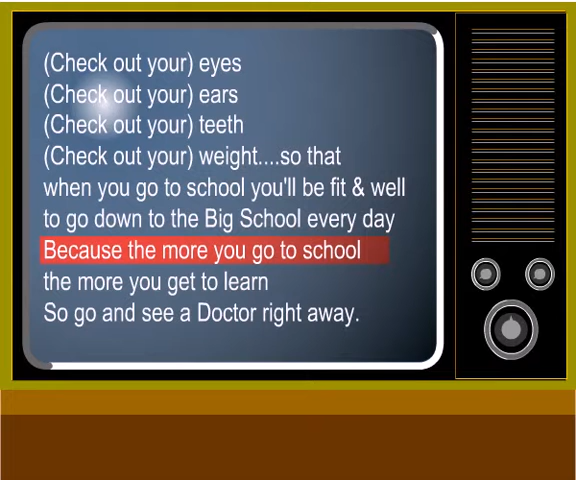 (Check out your) eyes
(Check out your) ears
(Check out your) teeth
(Check out your) weight....so that
when you go to school you'll be fit & well
to go down to the Big School every day
Because the more you go to school
the more you get to learn
So go and see a Doctor right away.